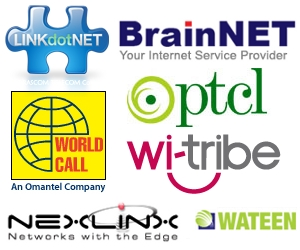 LINKdotNET
BrainNET
Your Internet Service Provider
WORLD
CALL
An Omantel Company
ptcl
wi-tribe
NEXLINX
Networks with the Edge
WATEEN